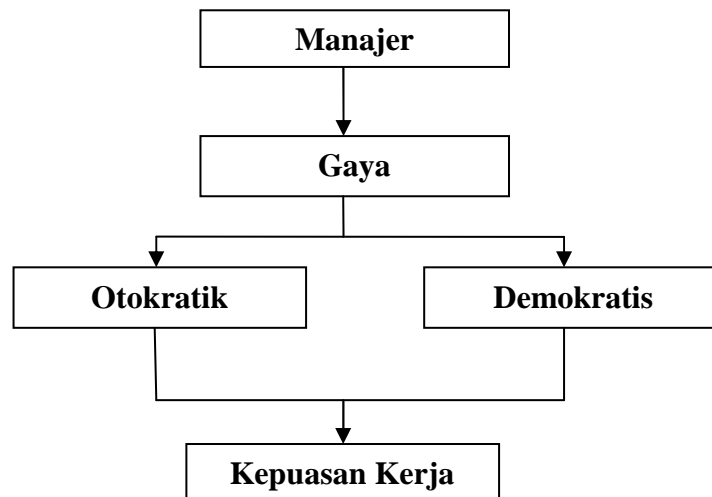 Manajer
Gaya
Otokratik
Demokratis
Kepuasan Kerja